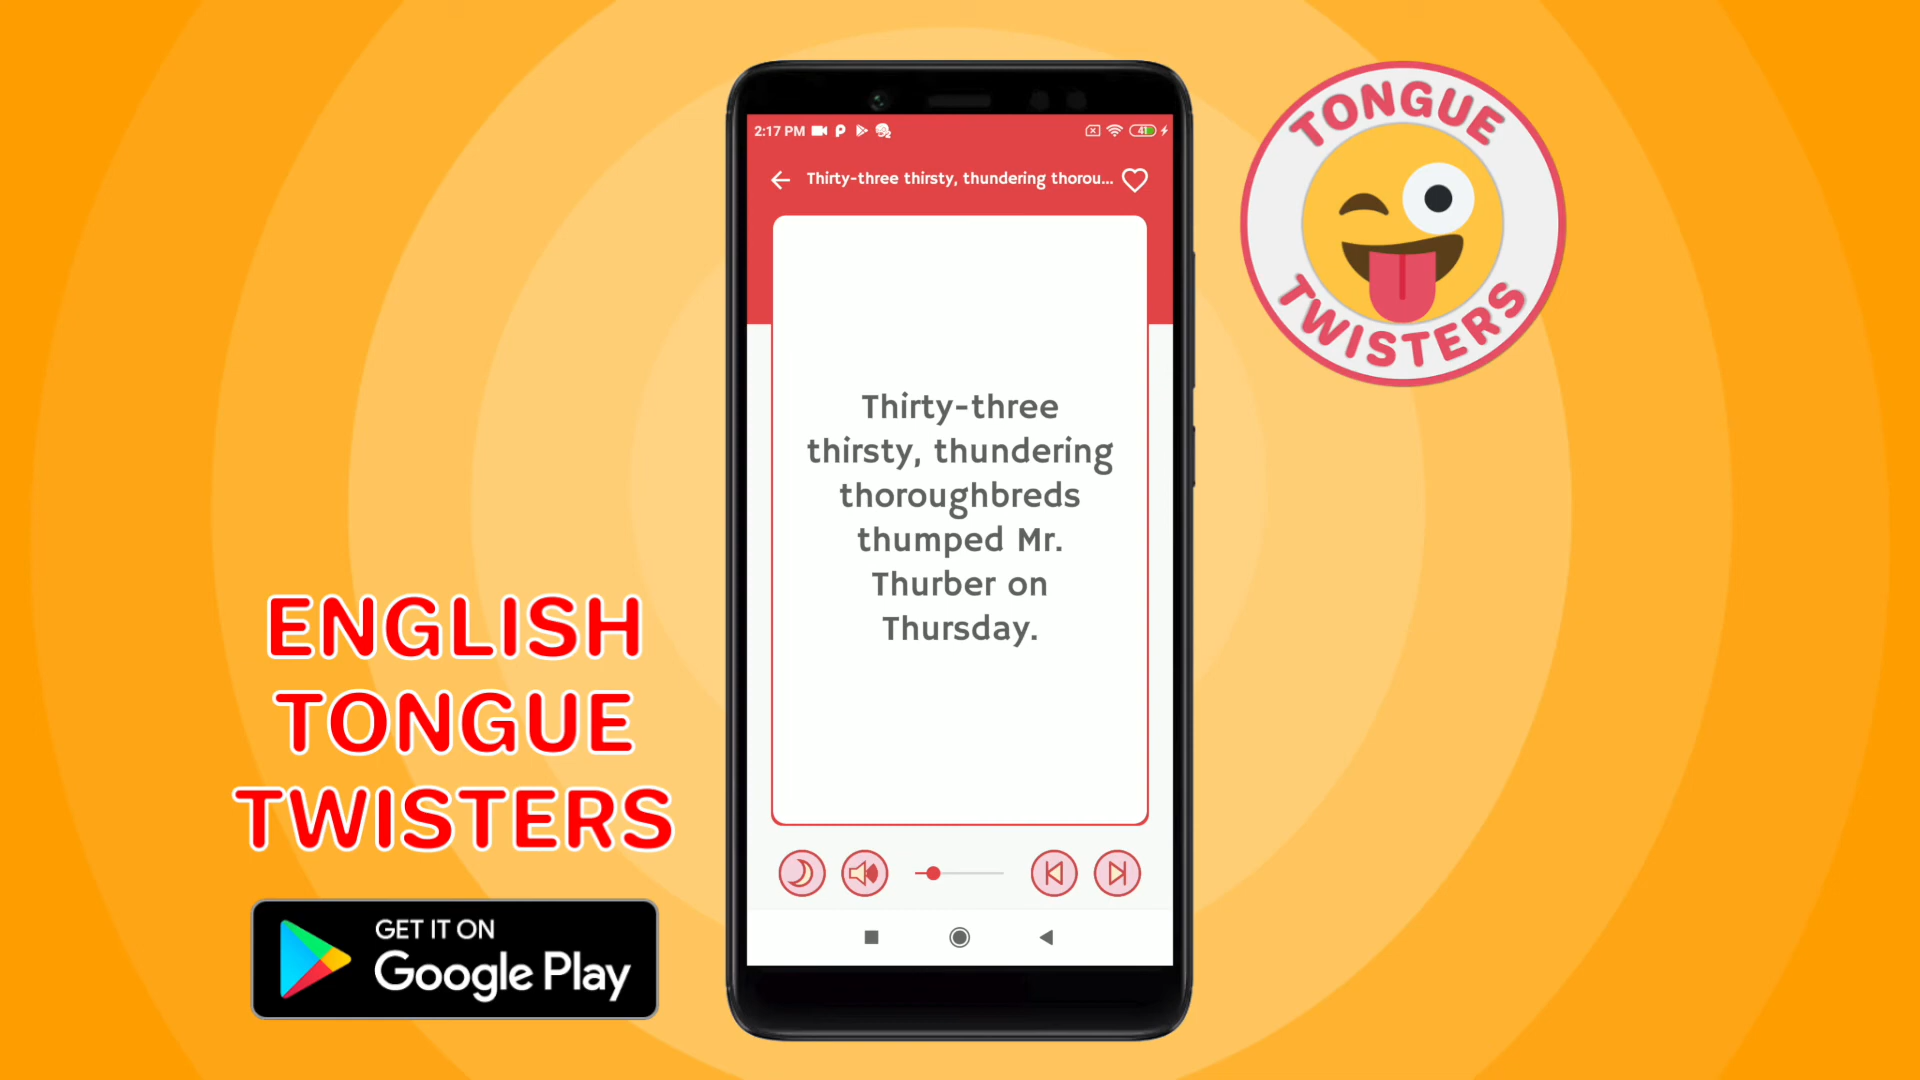 2:17 PM
41
Thirty-three thirsty, thundering thorou...
Thirty-three
thirsty, thundering
thoroughbreds
thumped Mr.
Thurber on
Thursday.
TONGUE
TWISTERS
ENGLISH
TONGUE
TWISTERS
GET IT ON
Google Play